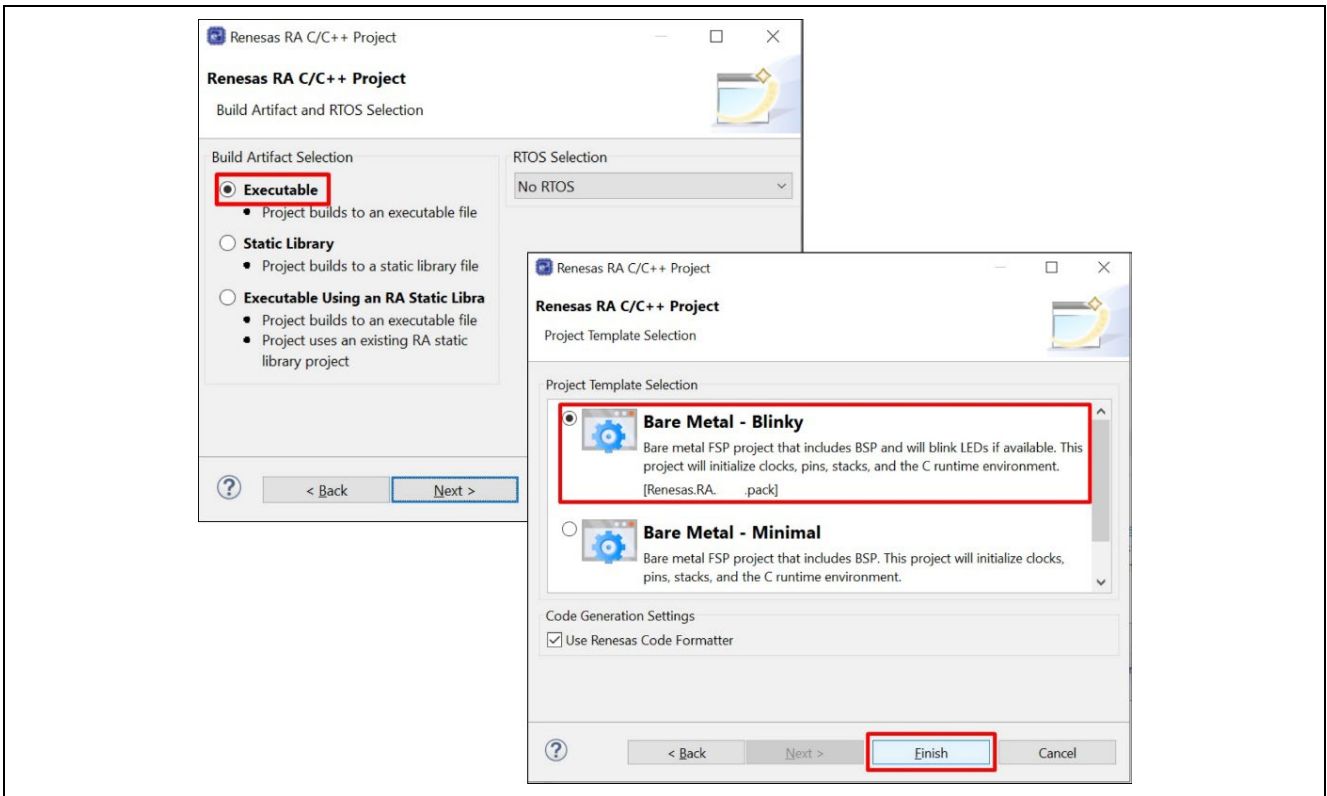 Renesas RA C/C++ Project
Renesas RA C/C++ Project
Build Artifact and RTOS Selection
Build Artifact Selection
Executable
• Project builds to an executable file
Static Library
• Project builds to a static library file
Executable Using an RA Static Libra
• Project builds to an executable file
• Project uses an existing RA static
library project
RTOS Selection
No RTOS
? < Back Next >
Renesas RA C/C++ Project
Renesas RA C/C++ Project
Project Template Selection
Project Template Selection
Bare Metal - Blinky
Bare metal FSP project that includes BSP and will blink LEDs if available. This
project will initialize clocks, pins, stacks, and the C runtime environment.
[Renesas.RA. .pack]
Bare Metal - Minimal
Bare metal FSP project that includes BSP. This project will initialize clocks,
pins, stacks, and the C runtime environment.
Code Generation Settings
Use Renesas Code Formatter
? < Back Next > Finish Cancel